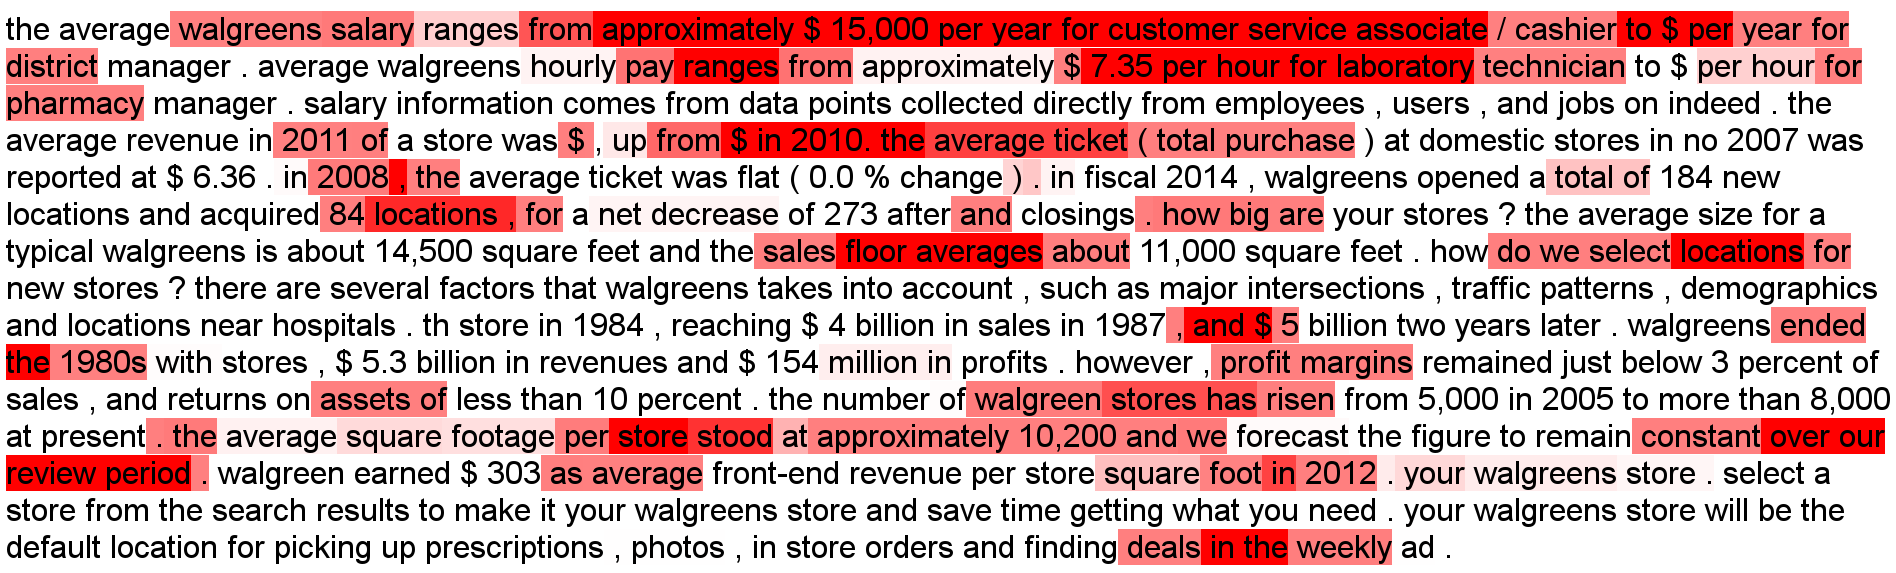 the average walgreens salary ranges from approximately $ 15,000 per year for customer service associate / cashier to $ per year for
district manager . average walgreens hourly pay ranges from approximately $ 7.35 per hour for laboratory technician to $ per hour for
pharmacy manager . salary information comes from data points collected directly from employees , users , and jobs on indeed . the
average revenue in 2011 of a store was $ , up from $ in 2010. the average ticket ( total purchase ) at domestic stores in no 2007 was
reported at $ 6.36 . in 2008 , the average ticket was flat ( 0.0 % change ) . in fiscal 2014 , walgreens opened a total of 184 new
locations and acquired 84 locations , for a net decrease of 273 after and closings . how big are your stores ? the average size for a
typical walgreens is about 14,500 square feet and the sales floor averages about 11,000 square feet . how do we select locations for
new stores ? there are several factors that walgreens takes into account , such as major intersections , traffic patterns , demographics
and locations near hospitals . th store in 1984 , reaching $ 4 billion in sales in 1987 , and $ 5 billion two years later . walgreens ended
the 1980s with stores , $ 5.3 billion in revenues and $ 154 million in profits . however , profit margins remained just below 3 percent of
sales , and returns on assets of less than 10 percent . the number of walgreen stores has risen from 5,000 in 2005 to more than 8,000
at present . the average square footage per store stood at approximately 10,200 and we forecast the figure to remain constant over our
review period . walgreen earned $ 303 as average front-end revenue per store square foot in 2012 . your walgreens store . select a
store from the search results to make it your walgreens store and save time getting what you need . your walgreens store will be the
default location for picking up prescriptions , photos , in store orders and finding deals in the weekly ad .